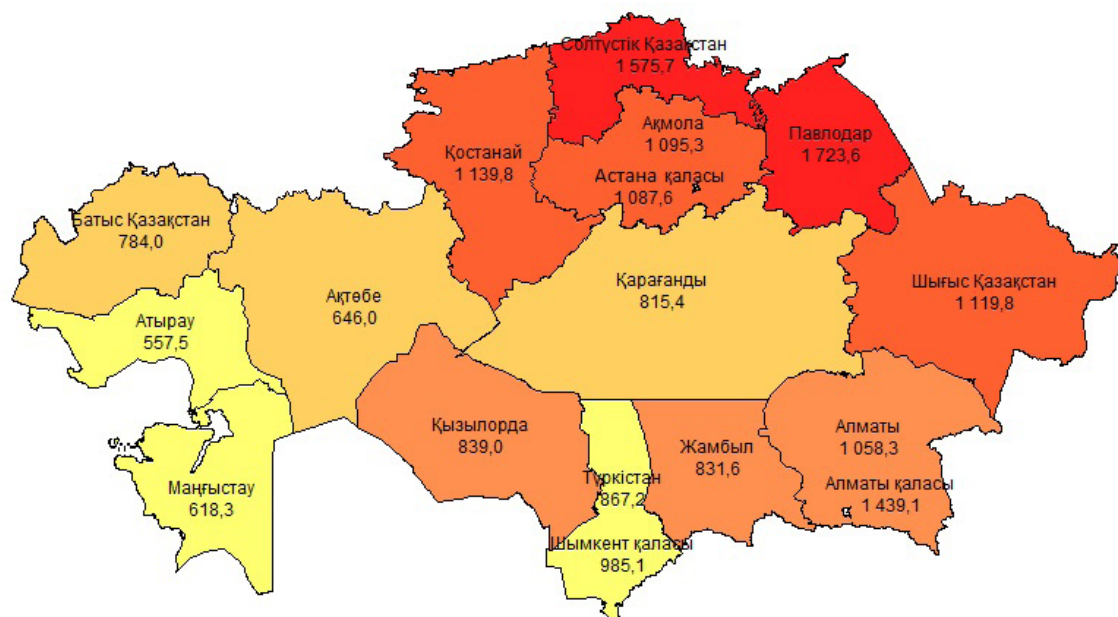 Солтүстік Қазақстан
1 575,7
Ақмола
1 095,3
Павлодар
1 723,6
Қостанай
1 139,8
Астана қаласы
1 087,6
Батыс Қазақстан
784,0
Қарағанды
815,4
Шығыс Қазақстан
1 119,8
Ақтөбе
646,0
Атырау
557,5
Қызылорда
839,0
Жамбыл
831,6
Алматы
1 058,3
Түркістан
867,2
Алматы қаласы
1 439,1
Маңғыстау
618,3
Шымкент қаласы
985,1